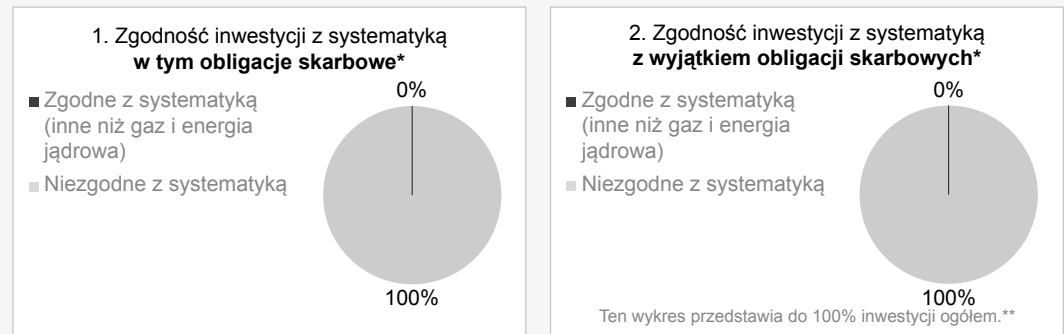 1. Zgodność inwestycji z systematyką
w tym obligacje skarbowe*
0%
Zgodne z systematyką
(inne niż gaz i energia
jądrowa)
Niezgodne z systematyką
100%
2. Zgodność inwestycji z systematyką
z wyjątkiem obligacji skarbowych*
0%
Zgodne z systematyką
(inne niż gaz i energia
jądrowa)
Niezgodne z systematyką
100%
Ten wykres przedstawia do 100% inwestycji ogółem.**